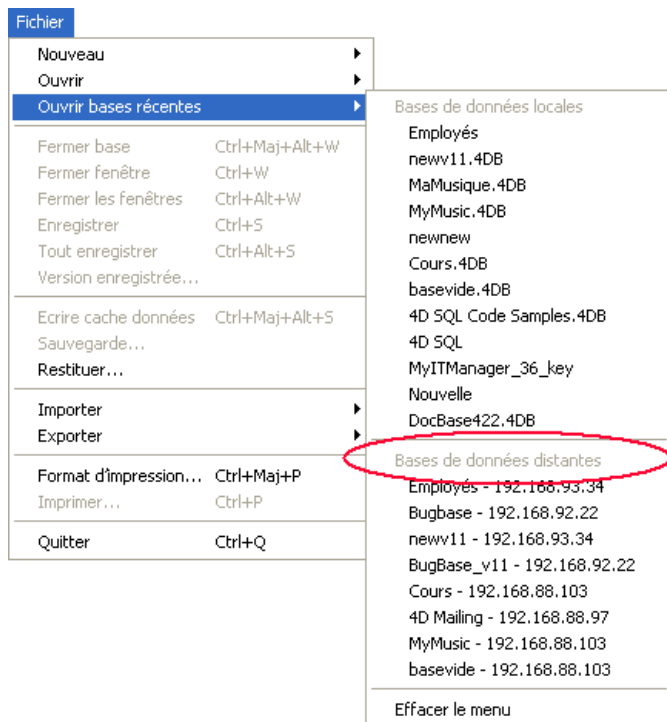 Fichier
Nouveau
Ouvrir
Ouvrir bases récentes
Fermer base Ctrl+Maj+Alt+W
Fermer fenêtre Ctrl+W
Fermer les fenêtres Ctrl+Alt+W
Enregistrer Ctrl+S
Tout enregistrer Ctrl+Alt+S
Version enregistrée...
Ecrire cache données Ctrl+Maj+Alt+S
Sauvegarde...
Restituer...
Importer
Exporter
Format d'impression... Ctrl+Maj+P
Imprimer... Ctrl+P
Quitter Ctrl+Q
Bases de données locales
Employés
newv11.4DB
MaMusique.4DB
MyMusic.4DB
newnew
Cours.4DB
basevide.4DB
4D SQL Code Samples.4DB
4D SQL
MyITManager_36_key
Nouvelle
DocBase422.4DB
Bases de données distantes
Employés - 192.168.93.34
Bugbase - 192.168.92.22
newv11 - 192.168.93.34
BugBase_v11 - 192.168.92.22
Cours - 192.168.88.103
4D Mailing - 192.168.88.97
MyMusic - 192.168.88.103
basevide - 192.168.88.103
Effacer le menu